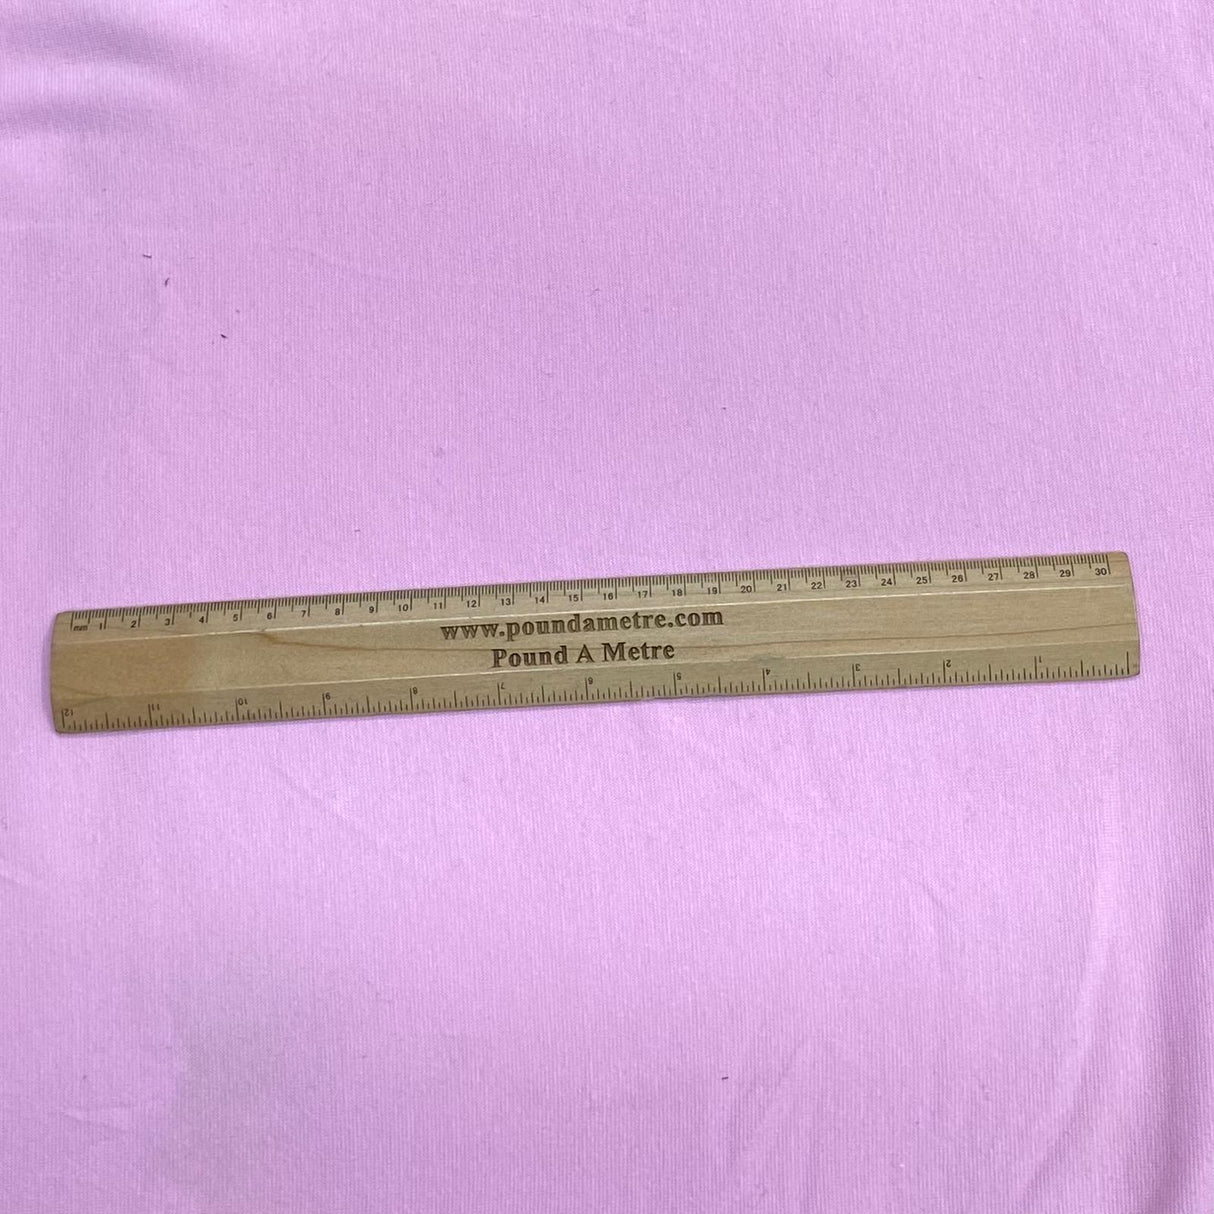 mm 1 2 3 4 5 6 7 8 9 10 11 12 13 14 15 16 17 18 19 20 21 22 23 24 25 26 27 28 29 30
www.poundametre.com
Pound A Metre
12 11 10 9 8 7 6 5 4 3 2 1